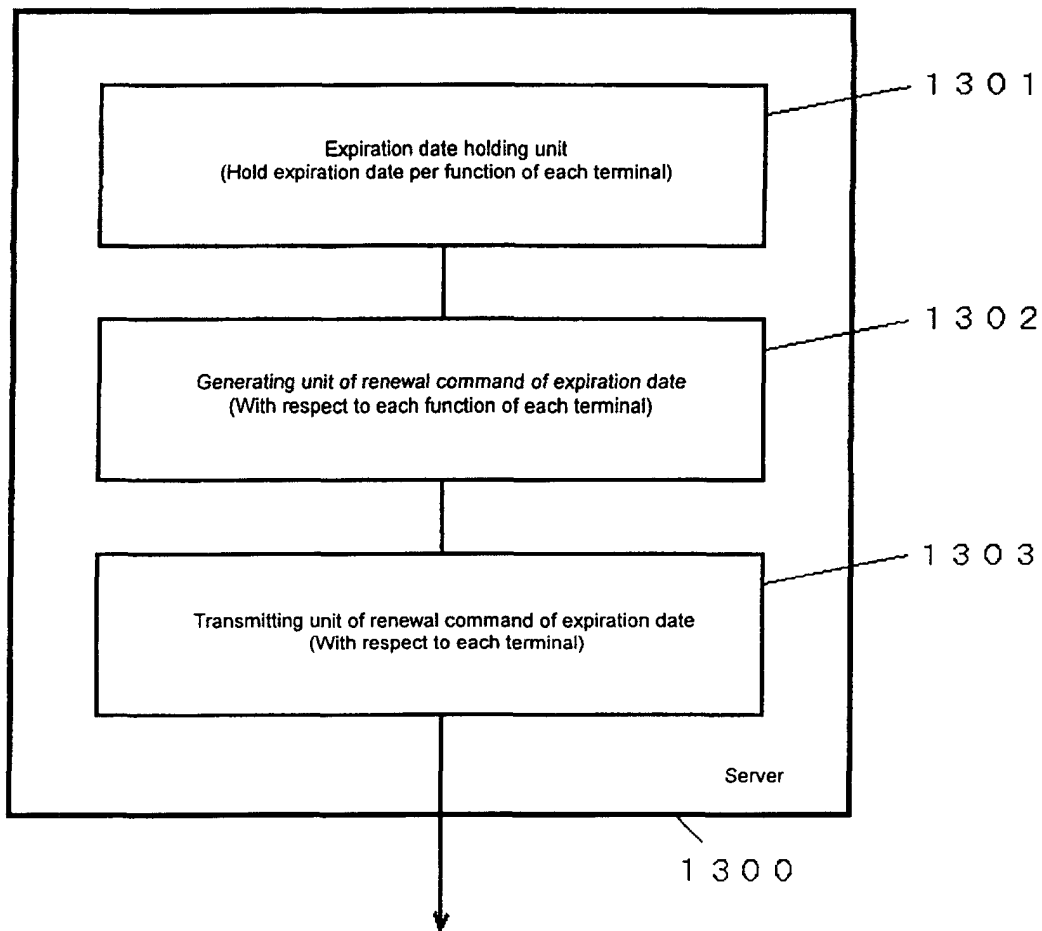 1301
Expiration date holding unit
(Hold expiration date per function of each terminal)
1302
Generating unit of renewal command of expiration date
(With respect to each function of each terminal)
1303
Transmitting unit of renewal command of expiration date
(With respect to each terminal)
Server
1300